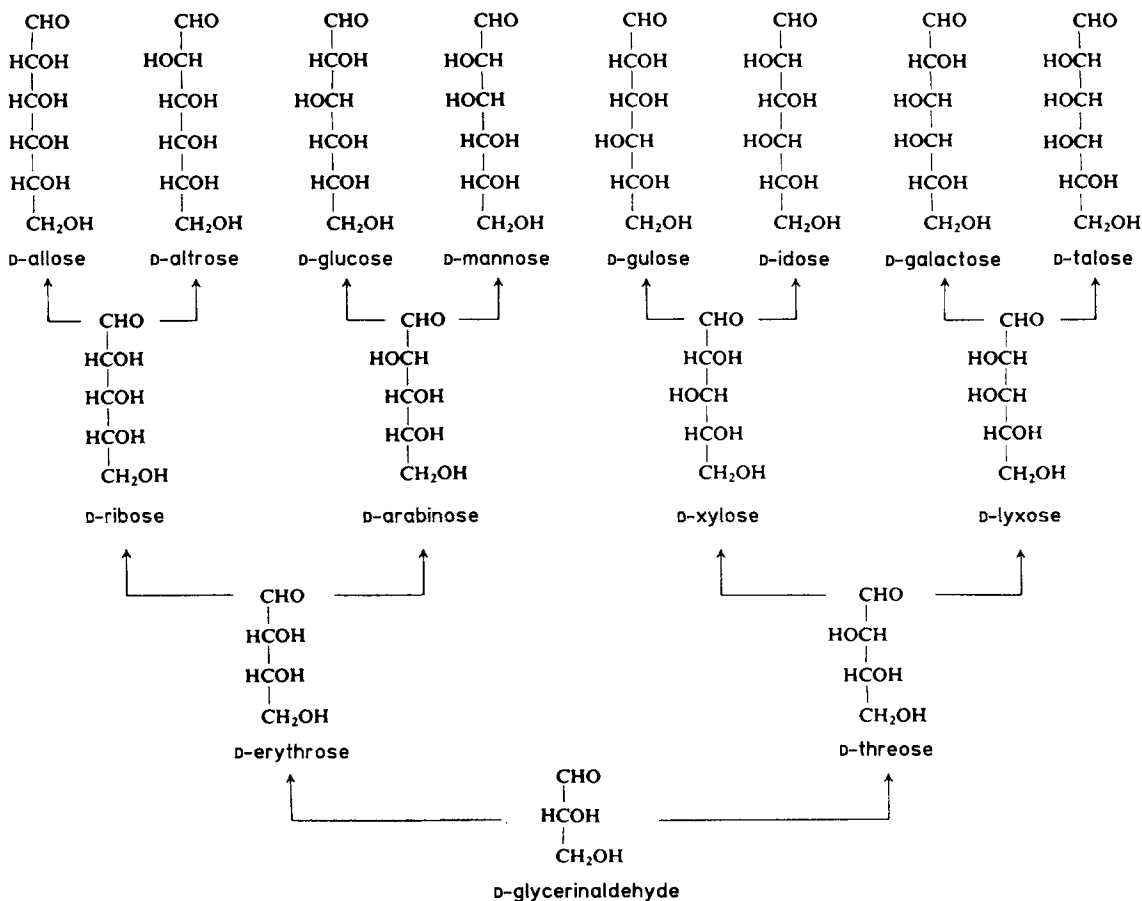 CHO CHO CHO CHO CHO CHO CHO CHO
HCOH HOCH HCOH HOCH HCOH HOCH HCOH HOCH
HCOH HCOH HOCH HOCH HCOH HCOH HOCH HOCH
HCOH HCOH HCOH HCOH HOCH HOCH HOCH HOCH
HCOH HCOH HCOH HCOH HCOH HCOH HCOH HCOH
CH₂OH CH₂OH CH₂OH CH₂OH CH₂OH CH₂OH CH₂OH CH₂OH
D-allose D-altrose D-glucose D-mannose D-gulose D-idose D-galactose D-talose
CHO CHO CHO CHO
HCOH HOCH HCOH HOCH
HCOH HCOH HOCH HOCH
HCOH HCOH HCOH HCOH
CH₂OH CH₂OH CH₂OH CH₂OH
D-ribose D-arabinose D-xylose D-lyxose
CHO CHO
HCOH HOCH
HCOH HCOH
CH₂OH CH₂OH
D-erythrose D-threose
CHO
HCOH
CH₂OH
D-glycerinaldehyde